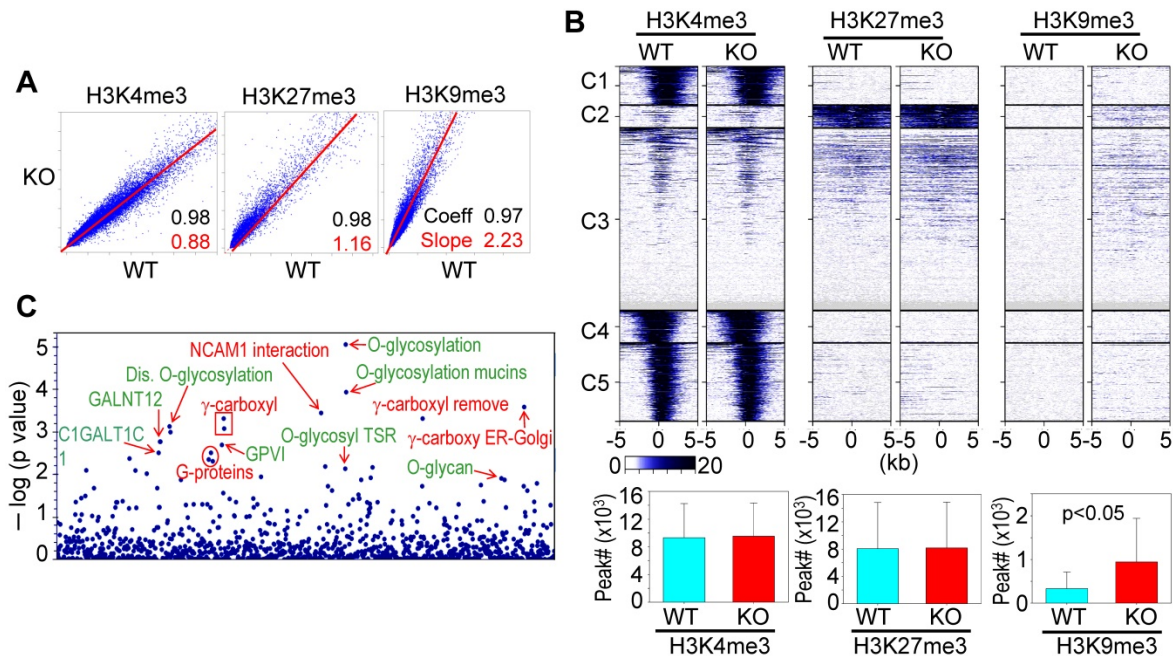 A
H3K4me3 H3K27me3 H3K9me3
KO
0.98
0.88
0.98
1.16
Coeff 0.97
Slope 2.23
WT WT WT
B
H3K4me3 H3K27me3 H3K9me3
WT KO WT KO WT KO
C1
C2
C3
C4
C5
-5 0 5 0 5 -5 0 5 0 5 -5 0 5 0 5
(kb)
0 20
Peak# (x10³)
16
12
8
4
0
WT KO
H3K4me3
Peak# (x10³)
16
12
8
4
0
WT KO
H3K27me3
Peak# (x10³)
2
1
0
p<0.05
WT KO
H3K9me3
C
— log (p value)
5
4
3
2
1
0
NCAM1 interaction
O-glycosylation
Dis. O-glycosylation
O-glycosylation mucins
GALNT12
γ-carboxyl
γ-carboxyl remove
C1GALT1C
1
GPVI
O-glycosyl TSR
γ-carboxy ER-Golgi
G-proteins
O-glycan